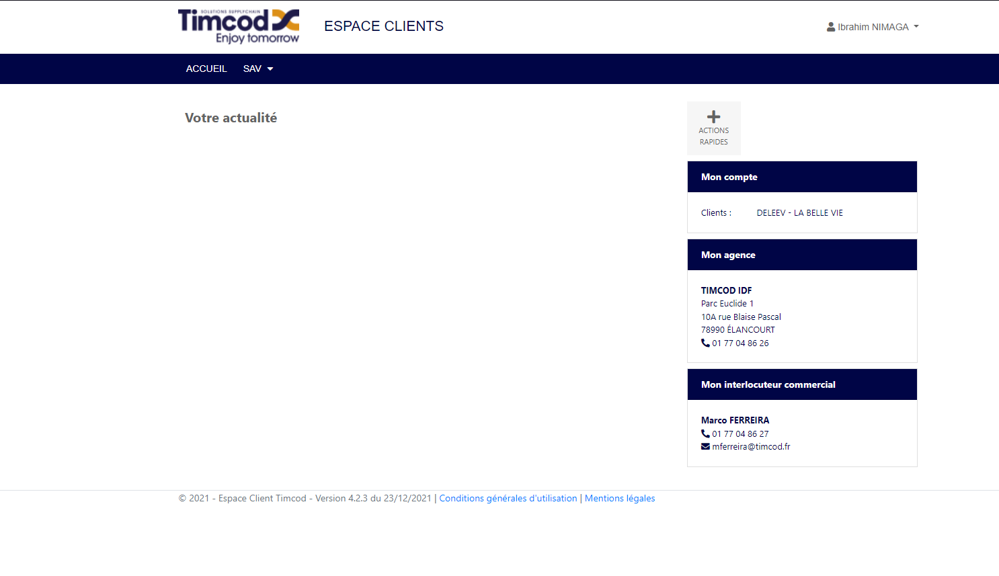 SOLUTIONS SUPPLYCHAIN
Timcod
Enjoy tomorrow
ESPACE CLIENTS
Ibrahim NIMAGA
ACCUEIL SAV
Votre actualité
ACTIONS
RAPIDES
Mon compte
Clients : DELEEV - LA BELLE VIE
Mon agence
TIMCOD IDF
Parc Euclide 1
10A rue Blaise Pascal
78990 ÉLANCOURT
01 77 04 86 26
Mon interlocuteur commercial
Marco FERREIRA
01 77 04 86 27
mferreira@timcod.fr
© 2021 - Espace Client Timcod - Version 4.2.3 du 23/12/2021 | Conditions générales d'utilisation | Mentions légales